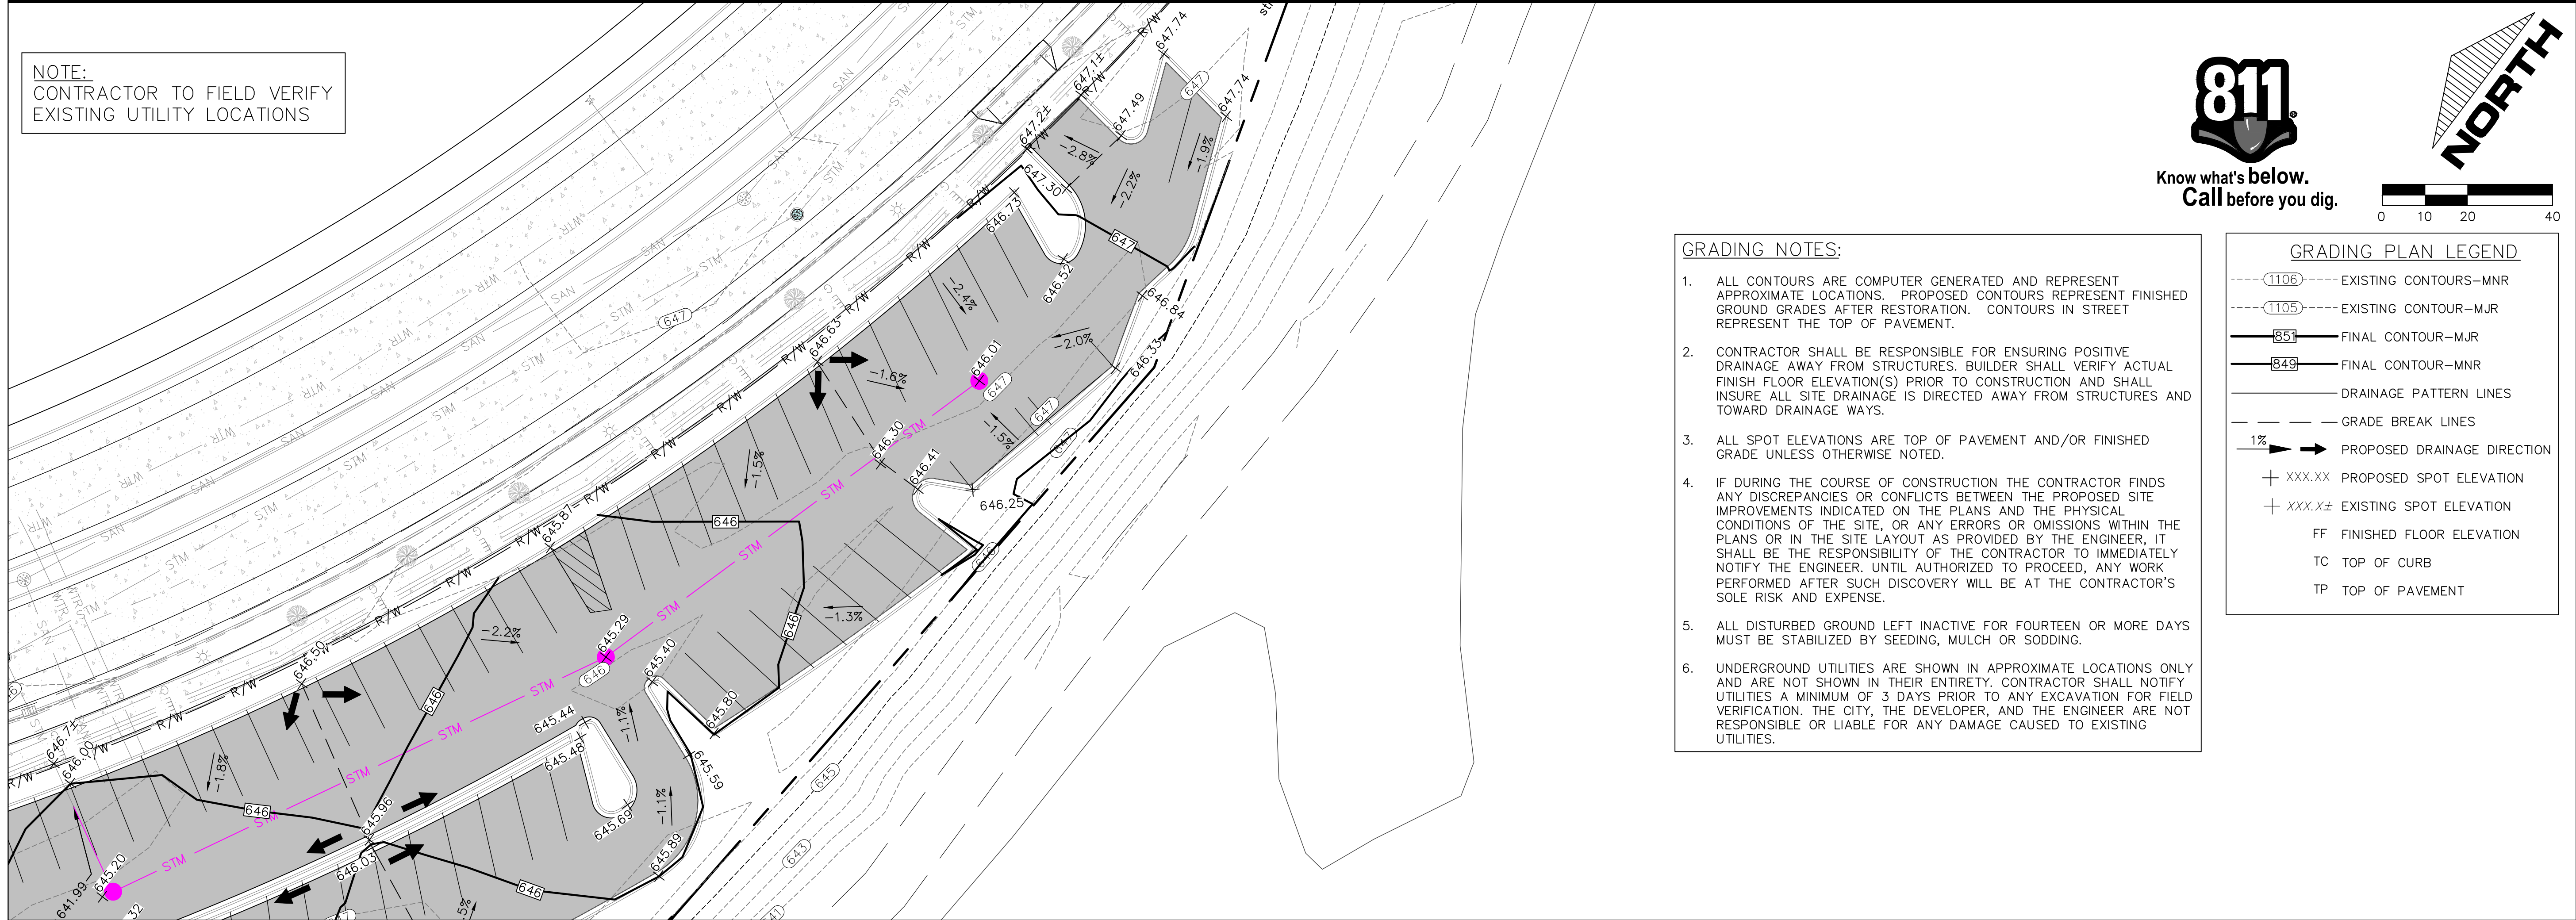 NOTE:
CONTRACTOR TO FIELD VERIFY
EXISTING UTILITY LOCATIONS
811
Know what's below.
Call before you dig.
NORTH
0 10 20 40
GRADING NOTES:
1. ALL CONTOURS ARE COMPUTER GENERATED AND REPRESENT
APPROXIMATE LOCATIONS. PROPOSED CONTOURS REPRESENT FINISHED
GROUND GRADES AFTER RESTORATION. CONTOURS IN STREET
REPRESENT THE TOP OF PAVEMENT.
2. CONTRACTOR SHALL BE RESPONSIBLE FOR ENSURING POSITIVE
DRAINAGE AWAY FROM STRUCTURES. BUILDER SHALL VERIFY ACTUAL
FINISH FLOOR ELEVATION(S) PRIOR TO CONSTRUCTION AND SHALL
INSURE ALL SITE DRAINAGE IS DIRECTED AWAY FROM STRUCTURES AND
TOWARD DRAINAGE WAYS.
3. ALL SPOT ELEVATIONS ARE TOP OF PAVEMENT AND/OR FINISHED
GRADE UNLESS OTHERWISE NOTED.
4. IF DURING THE COURSE OF CONSTRUCTION THE CONTRACTOR FINDS
ANY DISCREPANCIES OR CONFLICTS BETWEEN THE PROPOSED SITE
IMPROVEMENTS INDICATED ON THE PLANS AND THE PHYSICAL
CONDITIONS OF THE SITE, OR ANY ERRORS OR OMISSIONS WITHIN THE
PLANS OR IN THE SITE LAYOUT AS PROVIDED BY THE ENGINEER, IT
SHALL BE THE RESPONSIBILITY OF THE CONTRACTOR TO IMMEDIATELY
NOTIFY THE ENGINEER. UNTIL AUTHORIZED TO PROCEED, ANY WORK
PERFORMED AFTER SUCH DISCOVERY WILL BE AT THE CONTRACTOR'S
SOLE RISK AND EXPENSE.
5. ALL DISTURBED GROUND LEFT INACTIVE FOR FOURTEEN OR MORE DAYS
MUST BE STABILIZED BY SEEDING, MULCH OR SODDING.
6. UNDERGROUND UTILITIES ARE SHOWN IN APPROXIMATE LOCATIONS ONLY
AND ARE NOT SHOWN IN THEIR ENTIRETY. CONTRACTOR SHALL NOTIFY
UTILITIES A MINIMUM OF 3 DAYS PRIOR TO ANY EXCAVATION FOR FIELD
VERIFICATION. THE CITY, THE DEVELOPER, AND THE ENGINEER ARE NOT
RESPONSIBLE OR LIABLE FOR ANY DAMAGE CAUSED TO EXISTING
UTILITIES.
GRADING PLAN LEGEND
1106 EXISTING CONTOURS-MNR
1105 EXISTING CONTOUR-MJR
851 FINAL CONTOUR-MJR
849 FINAL CONTOUR-MNR
DRAINAGE PATTERN LINES
GRADE BREAK LINES
1% PROPOSED DRAINAGE DIRECTION
XXX.XX PROPOSED SPOT ELEVATION
XXX.X± EXISTING SPOT ELEVATION
FF FINISHED FLOOR ELEVATION
TC TOP OF CURB
TP TOP OF PAVEMENT
647.74
647.1±
R/W
647
647.74
647.49
647.2±
R/W
-2.8%
-1.9%
-2.2%
647.30
646.73
R/W
647
646.52
R/W
-2.4%
646.84
647
646.63
R/W
-2.0%
646.33
646.01
-1.6%
647
R/W
647
646.30
STM
-1.5%
647
R/W
646.41
-1.5%
STM
646.25
R/W
645.87
R/W
646
STM
646
R/W
STM
646
-1.3%
R/W
-2.2%
645.29
646
645.40
646.50
R/W
STM
646
645.80
645.44
-1.1%
STM
645.48
645.59
646.7±
646.00
R/W
R/W
-1.8%
STM
645
-1.1%
646
STM
645.96
645.69
643
646.03
645.89
STM
646
645.20
641.99
WTR
SAN
STM